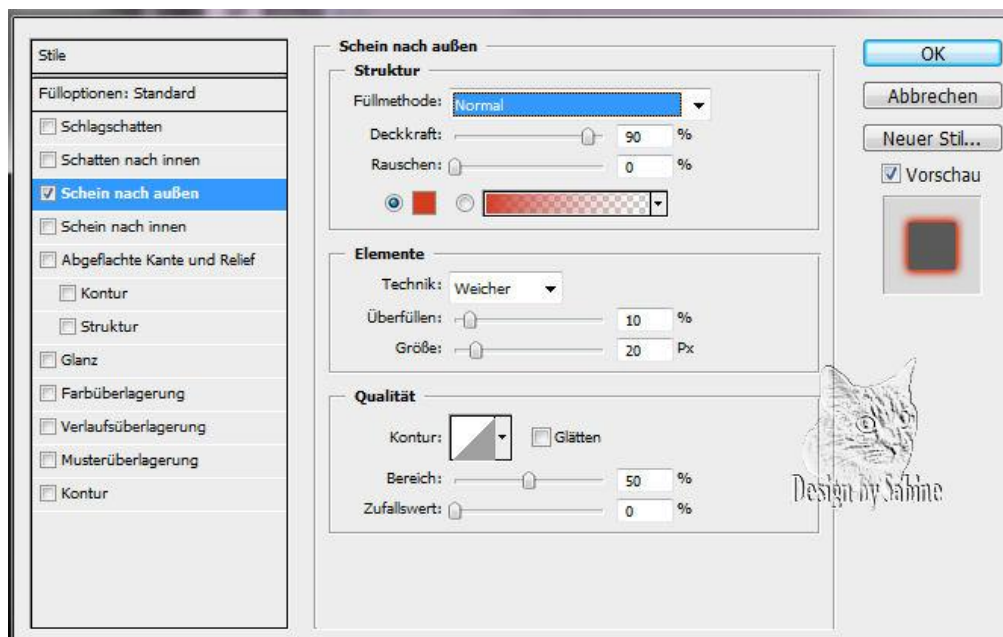 Stile
Fülloptionen: Standard
Schlagschatten
Schatten nach innen
Schein nach außen
Schein nach innen
Abgeflachte Kante und Relief
Kontur
Struktur
Glanz
Farbüberlagerung
Verlaufsüberlagerung
Musterüberlagerung
Kontur
Schein nach außen
Struktur
Füllmethode: Normal
Deckkraft: 90 %
Rauschen: 0 %
Elemente
Technik: Weicher
Überfüllen: 10 %
Größe: 20 Px
Qualität
Kontur: Glätten
Bereich: 50 %
Zufallswert: 0 %
OK
Abbrechen
Neuer Stil...
Vorschau
Design by Sabine